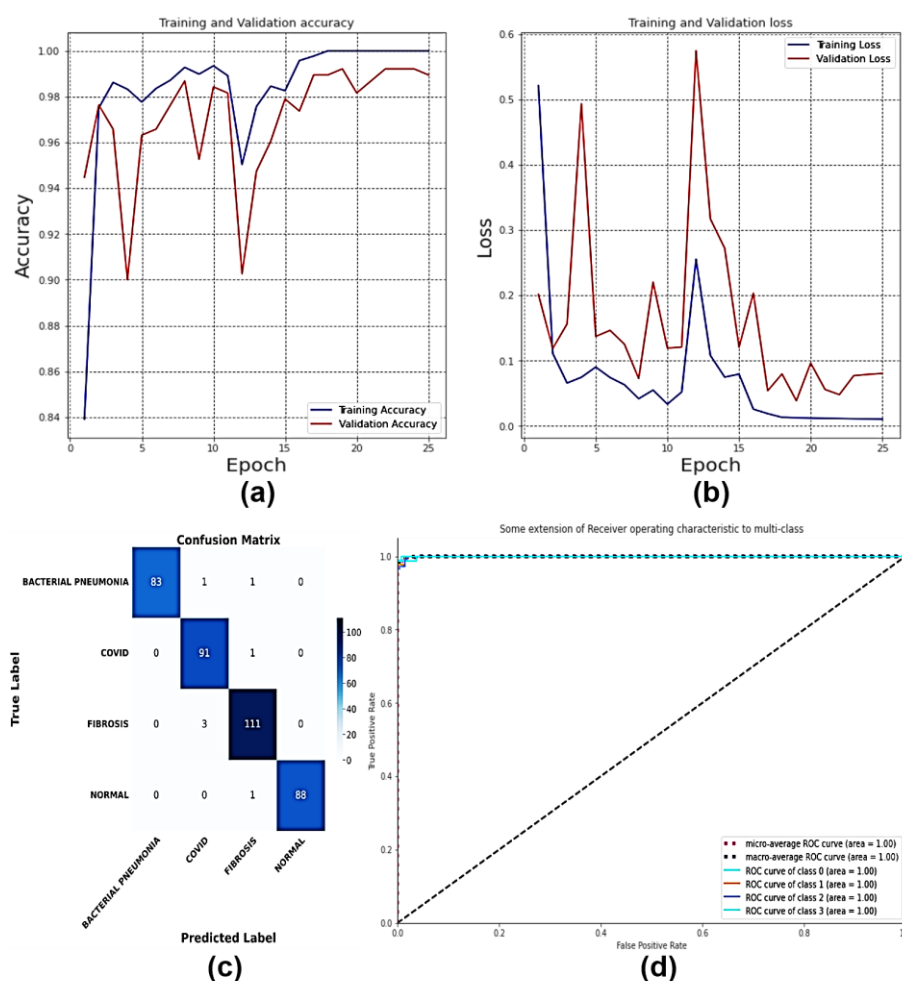 Training and Validation accuracy
1.00
0.98
0.96
0.94
0.92
0.90
0.88
0.86
0.84
Accuracy
Training Accuracy
Validation Accuracy
0 5 10 15 20 25
Epoch
(a)
Training and Validation loss
0.6
0.5
0.4
0.3
0.2
0.1
0.0
Loss
Training Loss
Validation Loss
0 5 10 15 20 25
Epoch
(b)
Confusion Matrix
True Label
BACTERIAL PNEUMONIA 83 1 1 0
COVID 0 91 1 0
FIBROSIS 0 3 111 0
NORMAL 0 0 1 88
BACTERIAL PNEUMONIA COVID FIBROSIS NORMAL
Predicted Label
100
80
60
40
20
0
(c)
Some extension of Receiver operating characteristic to multi-class
1.0
0.8
0.6
0.4
0.2
0.0
True Positive Rate
micro-average ROC curve (area = 1.00)
macro-average ROC curve (area = 1.00)
ROC curve of class 0 (area = 1.00)
ROC curve of class 1 (area = 1.00)
ROC curve of class 2 (area = 1.00)
ROC curve of class 3 (area = 1.00)
0.0 0.2 0.4 0.6 0.8
False Positive Rate
(d)